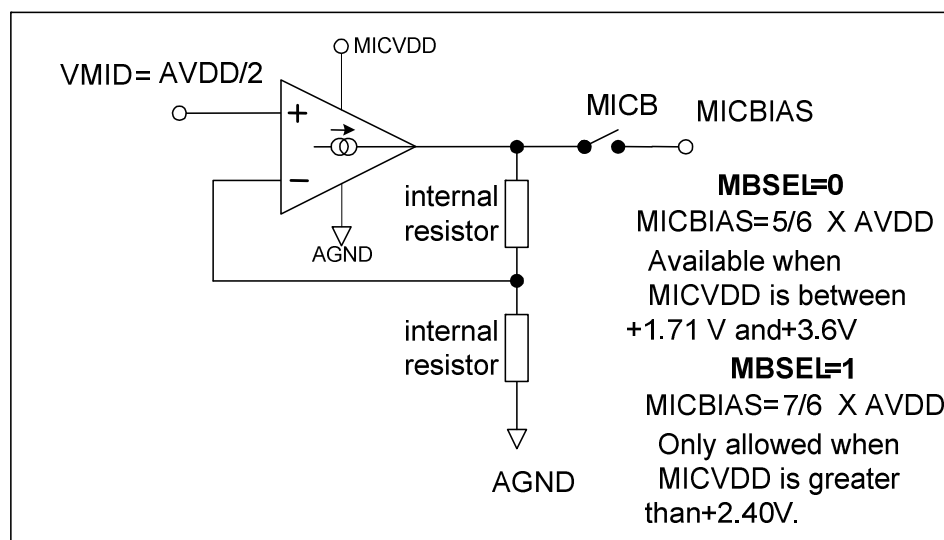 MICVDD
VMID= AVDD/2
+
−
AGND
internal
resistor
internal
resistor
AGND
MICB
MICBIAS
MBSEL=0
MICBIAS=5/6 X AVDD
Available when
MICVDD is between
+1.71 V and+3.6V
MBSEL=1
MICBIAS=7/6 X AVDD
Only allowed when
MICVDD is greater
than+2.40V.